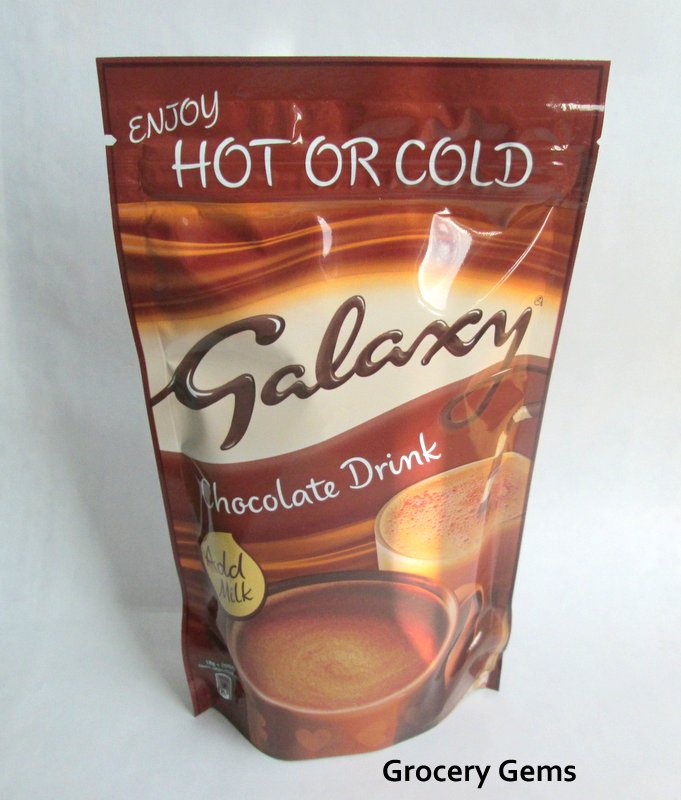 ENJOY
HOT OR COLD
Galaxy
Chocolate Drink
Add
Milk
Grocery Gems